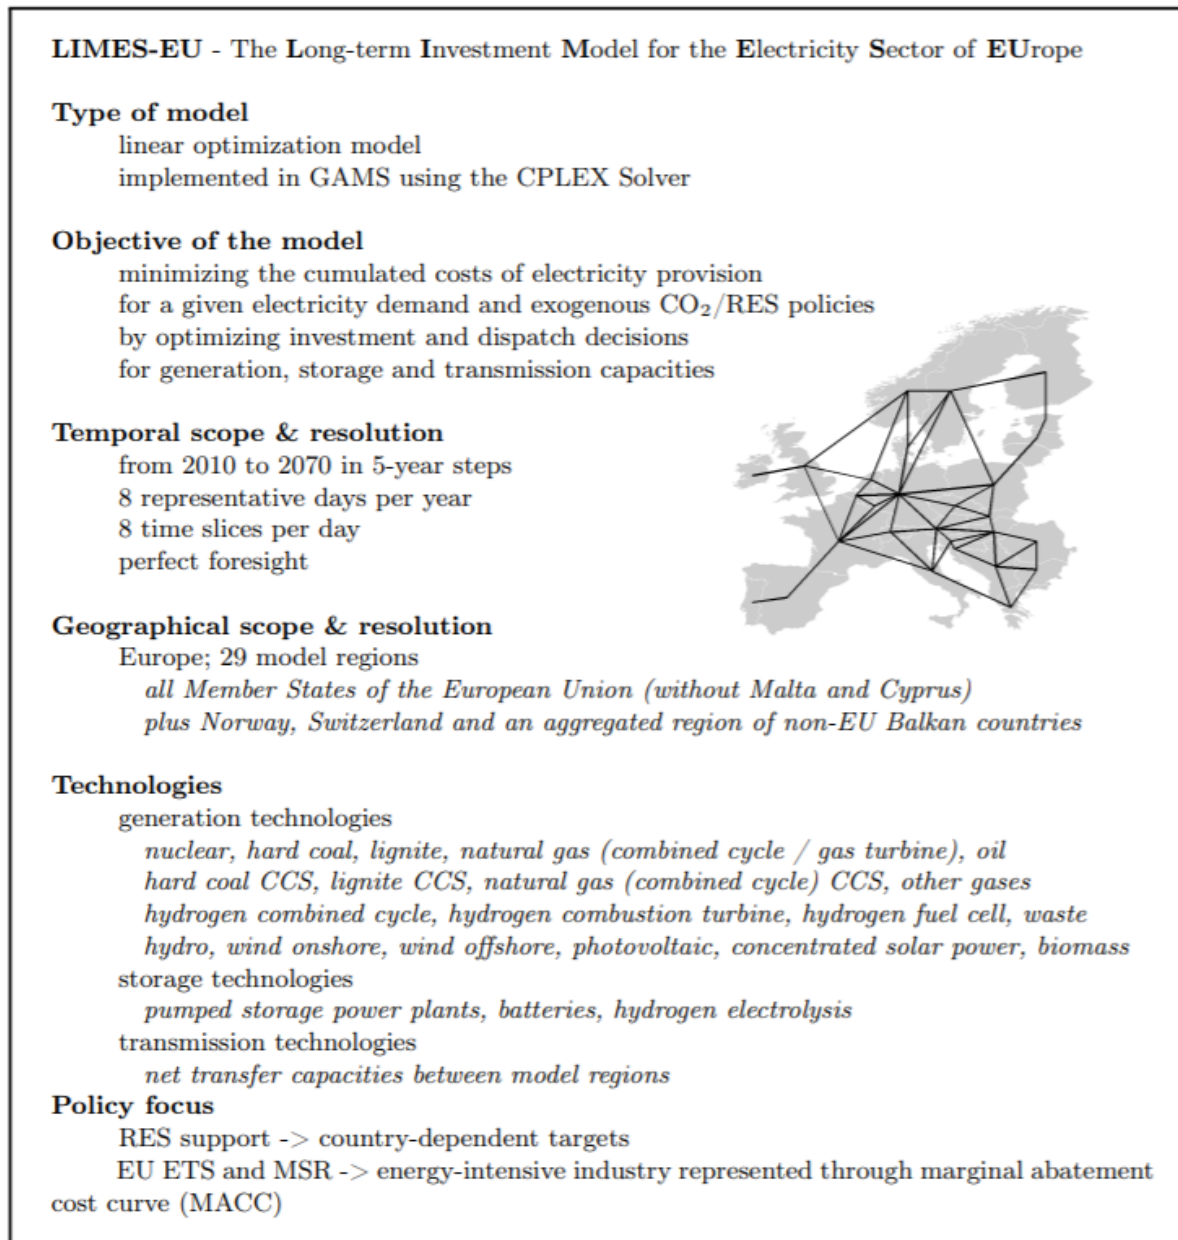 LIMES-EU - The Long-term Investment Model for the Electricity Sector of EUrope
Type of model
linear optimization model
implemented in GAMS using the CPLEX Solver
Objective of the model
minimizing the cumulated costs of electricity provision
for a given electricity demand and exogenous CO₂/RES policies
by optimizing investment and dispatch decisions
for generation, storage and transmission capacities
Temporal scope & resolution
from 2010 to 2070 in 5-year steps
8 representative days per year
8 time slices per day
perfect foresight
Geographical scope & resolution
Europe; 29 model regions
all Member States of the European Union (without Malta and Cyprus)
plus Norway, Switzerland and an aggregated region of non-EU Balkan countries
Technologies
generation technologies
nuclear, hard coal, lignite, natural gas (combined cycle / gas turbine), oil
hard coal CCS, lignite CCS, natural gas (combined cycle) CCS, other gases
hydrogen combined cycle, hydrogen combustion turbine, hydrogen fuel cell, waste
hydro, wind onshore, wind offshore, photovoltaic, concentrated solar power, biomass
storage technologies
pumped storage power plants, batteries, hydrogen electrolysis
transmission technologies
net transfer capacities between model regions
Policy focus
RES support -> country-dependent targets
EU ETS and MSR -> energy-intensive industry represented through marginal abatement
cost curve (MACC)